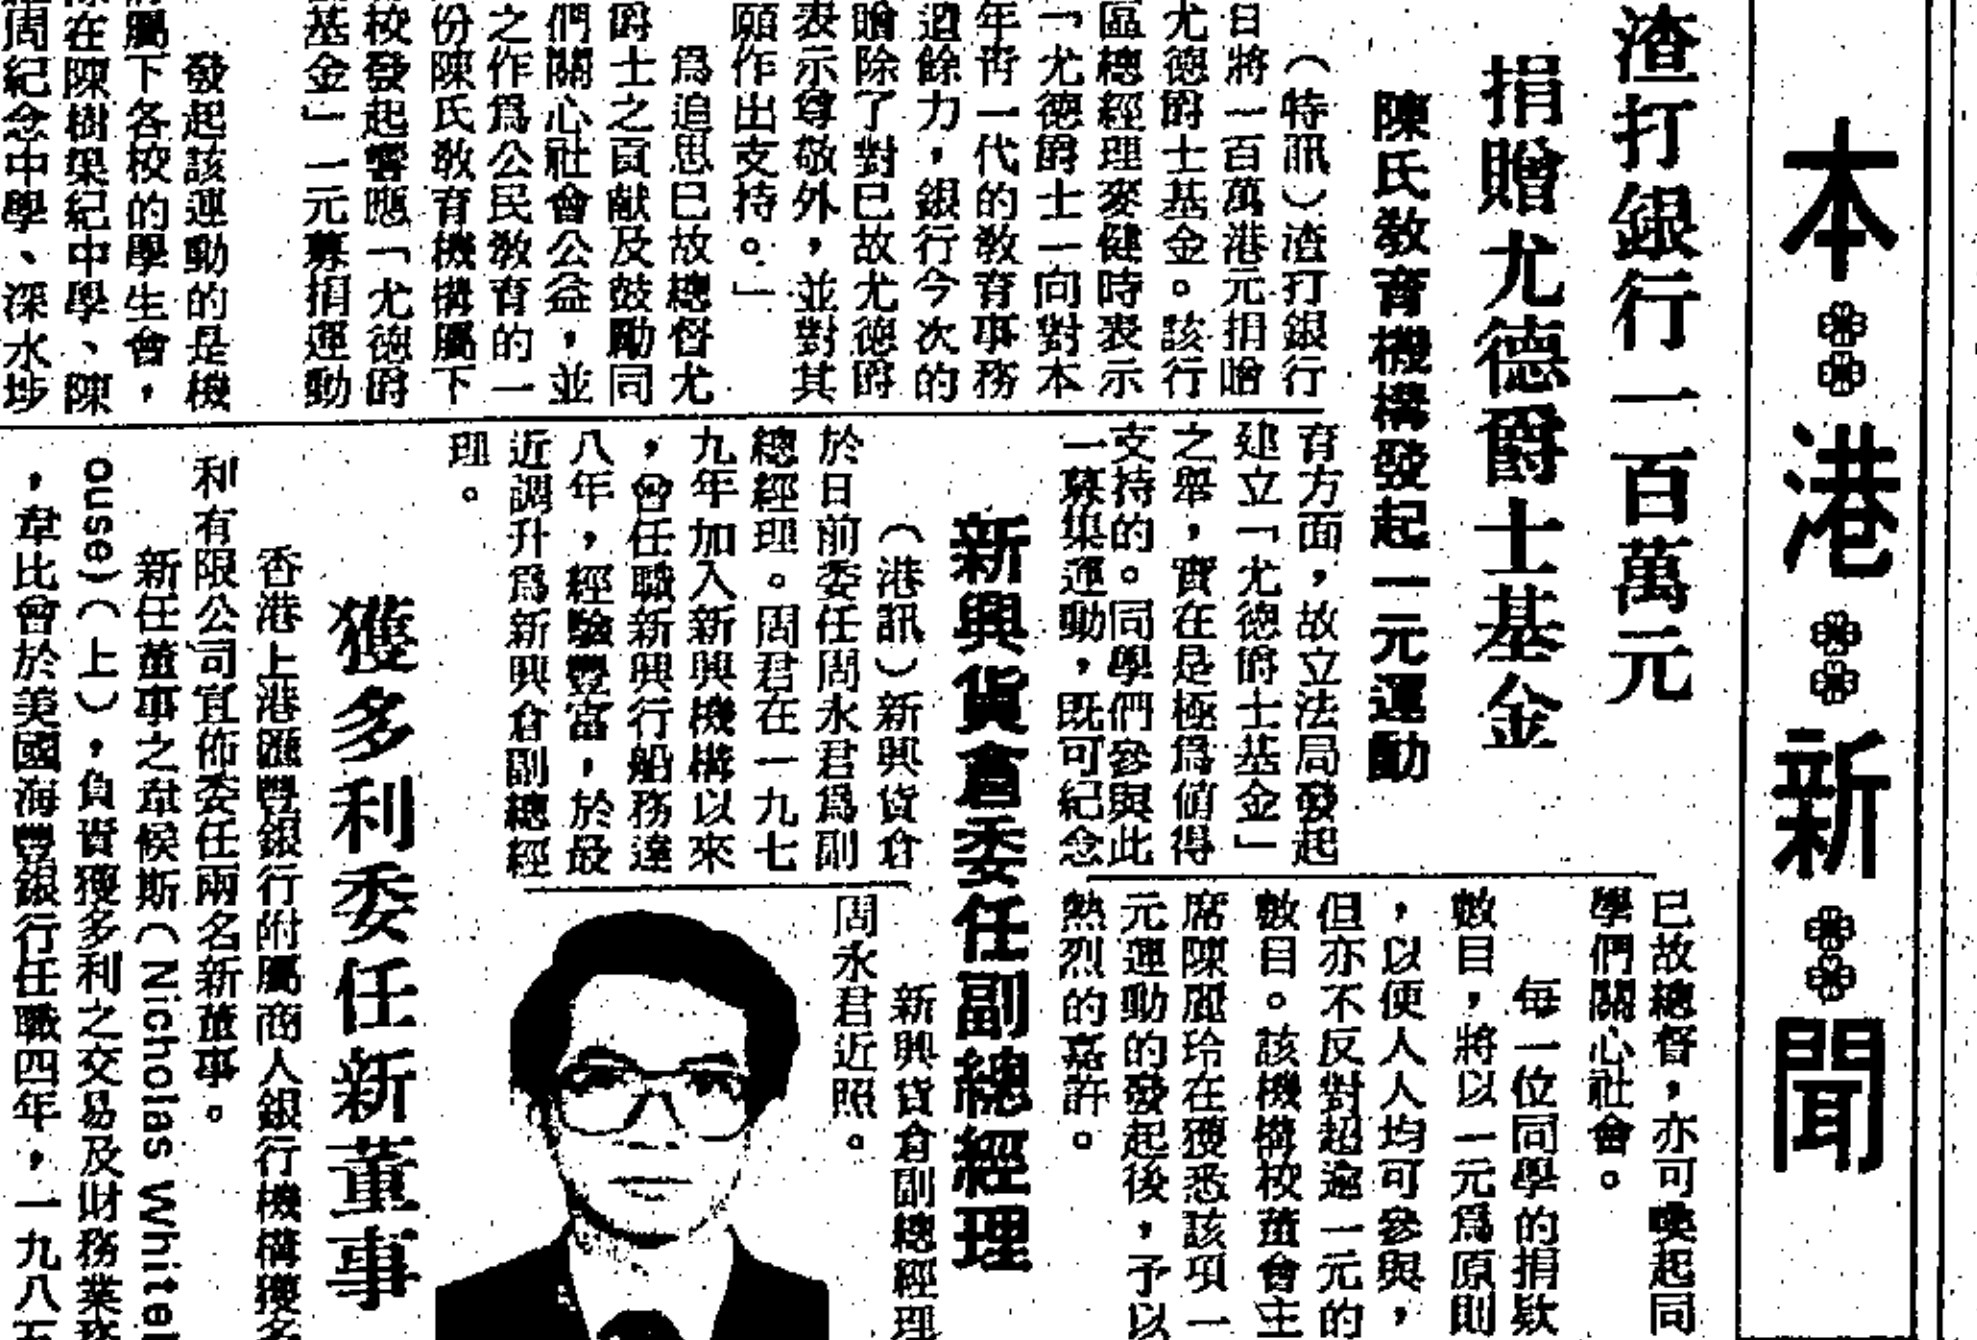 本港新聞
渣打銀行一百萬元
捐贈尤德爵士基金
陳氏敎育機構發起一元運動
（特訊）渣打銀行
日將一百萬港元捐贈
尤德爵士基金。該行
區總經理麥健時表示
「尤德爵士一向對本
年青一代的敎育事務
遺餘力，銀行今次的
贈除了對已故尤德爵
表示尊敬外，並對其
願作出支持。」
爲追思已故總督尤
爵士之貢献及鼓勵同
們關心社會公益，並
之作爲公民敎育的一
份陳氏敎育機構屬下
校發起響應「尤德爵
基金」一元募捐運動
發起該運動的是機
屬下各校的學生會，
在陳樹渠紀中學、陳
周紀念中學、深水埗
育方面，故立法局發起
建立「尤德爵士基金」
之舉，實在是極爲値得
支持的。同學們參與此
一募集運動，既可紀念
已故總督，亦可喚起同
學們關心社會。
每一位同學的捐欵
數目，將以一元爲原則
，以便人人均可參與，
但亦不反對超逾一元的
數目。該機構校董會主
席陳麗玲在獲悉該項一
元運動的發起後，予以
熱烈的嘉許。
新興貨倉委任副總經理
（港訊）新興貨倉
於日前委任周永君爲副
總經理。周君在一九七
九年加入新興機構以來
，曾任職新興行船務達
八年，經驗豐富，於最
近調升爲新興倉副總經
理。
新興貨倉副總經理
周永君近照。
獲多利委任新董事
香港上港匯豐銀行附屬商人銀行機構獲多
利有限公司宣佈委任兩名新董事。
新任董事之韋候斯（Nicholas Whitel
ouse)（上），負責獲多利之交易及財務業務
，韋比曾於美國海豐銀行任職四年，一九八五